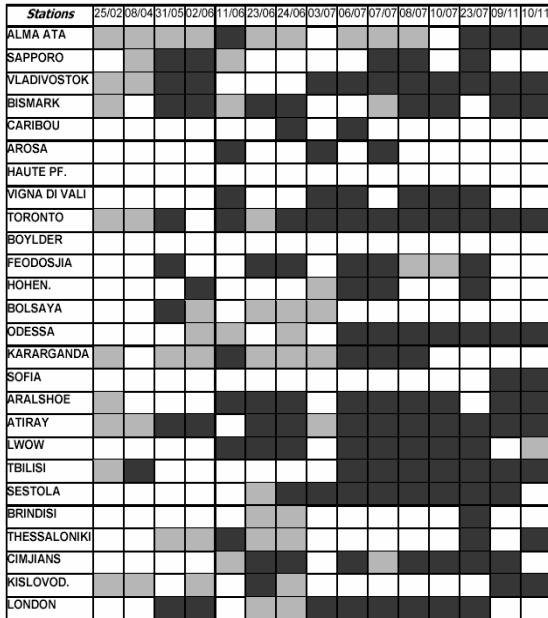 Stations 25/02 08/04 31/05 02/06 11/06 23/06 24/06 03/07 06/07 07/07 08/07 10/07 23/07 09/11 10/11
ALMA ATA
SAPPORO
VLADIVOSTOK
BISMARK
CARIBOU
AROSA
HAUTE PF.
VIGNA DI VALI
TORONTO
BOYLDER
FEODOSJIA
HOHEN.
BOLSAYA
ODESSA
KARARGANDA
SOFIA
ARALSHOE
ATIRAY
LWOW
TBILISI
SESTOLA
BRINDISI
THESSALONIKI
CIMJIANS
KISLOVOD.
LONDON